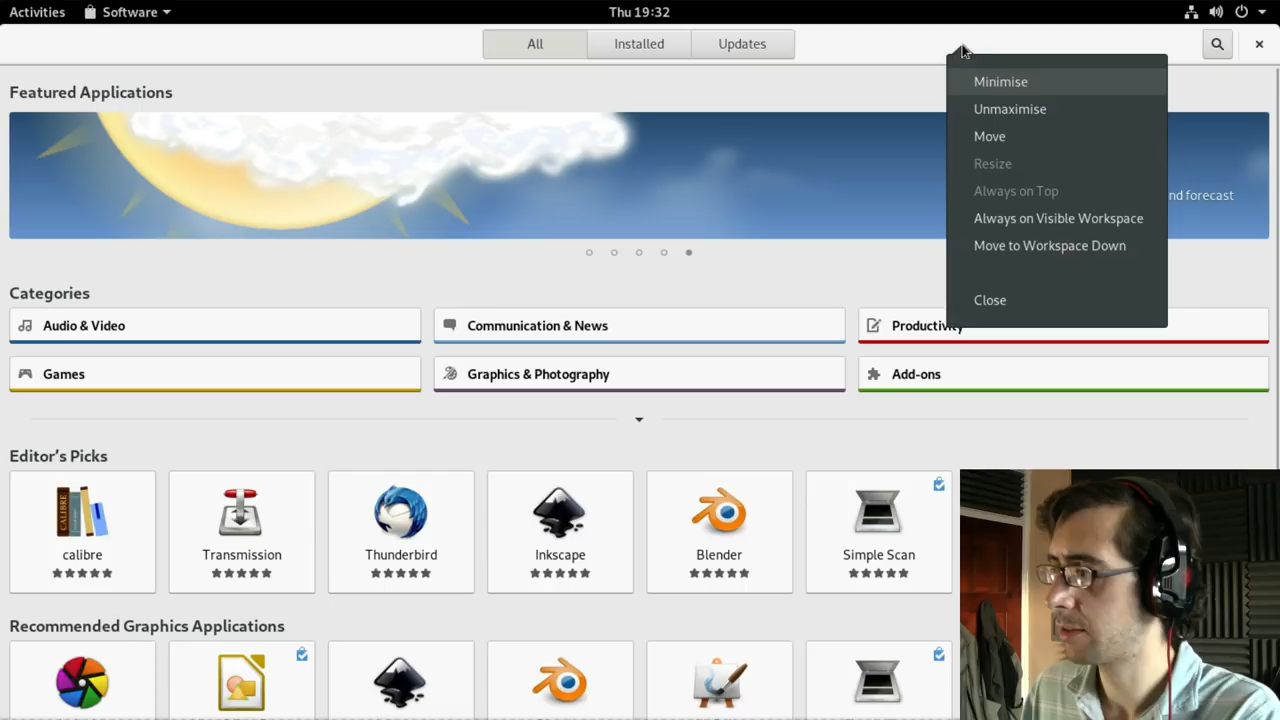 Activities Software Thu 19:32
All Installed Updates
Minimise
Unmaximise
Move
Resize
Always on Top
Always on Visible Workspace
Move to Workspace Down
Close
Featured Applications
nd forecast
Categories
Audio & Video Communication & News Productivity
Games Graphics & Photography Add-ons
Editor's Picks
calibre Transmission Thunderbird Inkscape Blender Simple Scan
Recommended Graphics Applications
CALIBRE